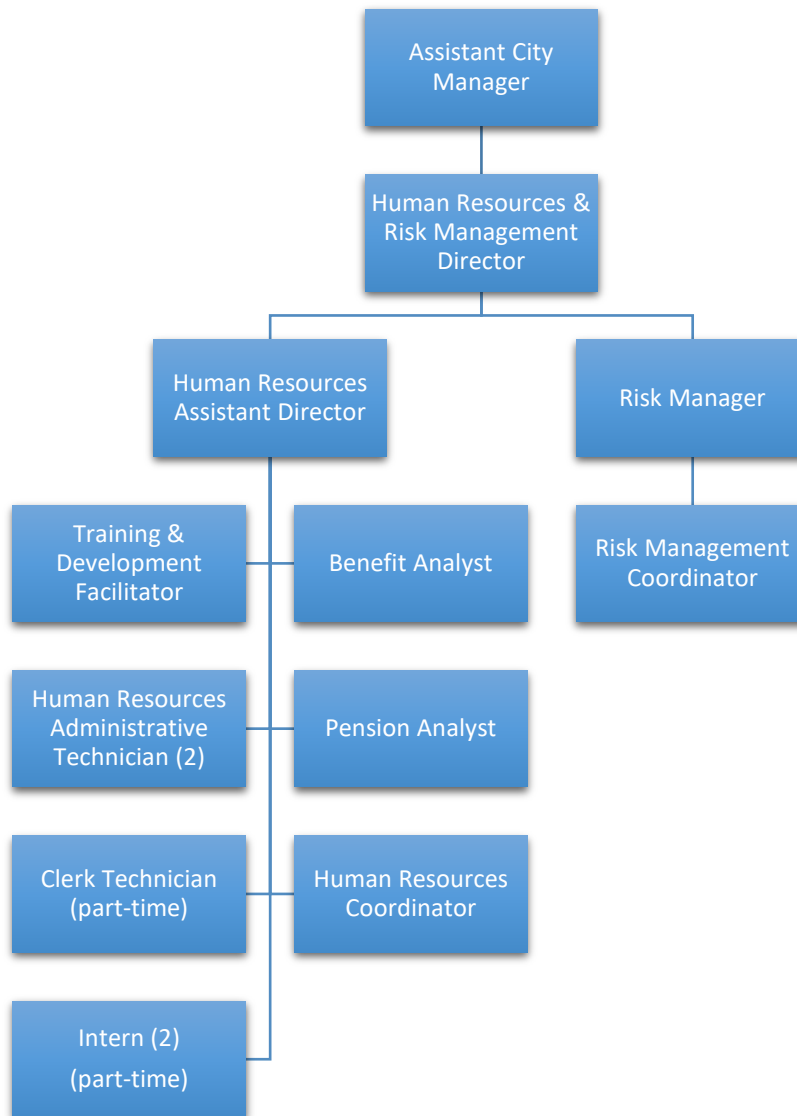 Assistant City
Manager
Human Resources &
Risk Management
Director
Human Resources
Assistant Director
Risk Manager
Training &
Development
Facilitator
Benefit Analyst
Risk Management
Coordinator
Human Resources
Administrative
Technician (2)
Pension Analyst
Clerk Technician
(part-time)
Human Resources
Coordinator
Intern (2)
(part-time)